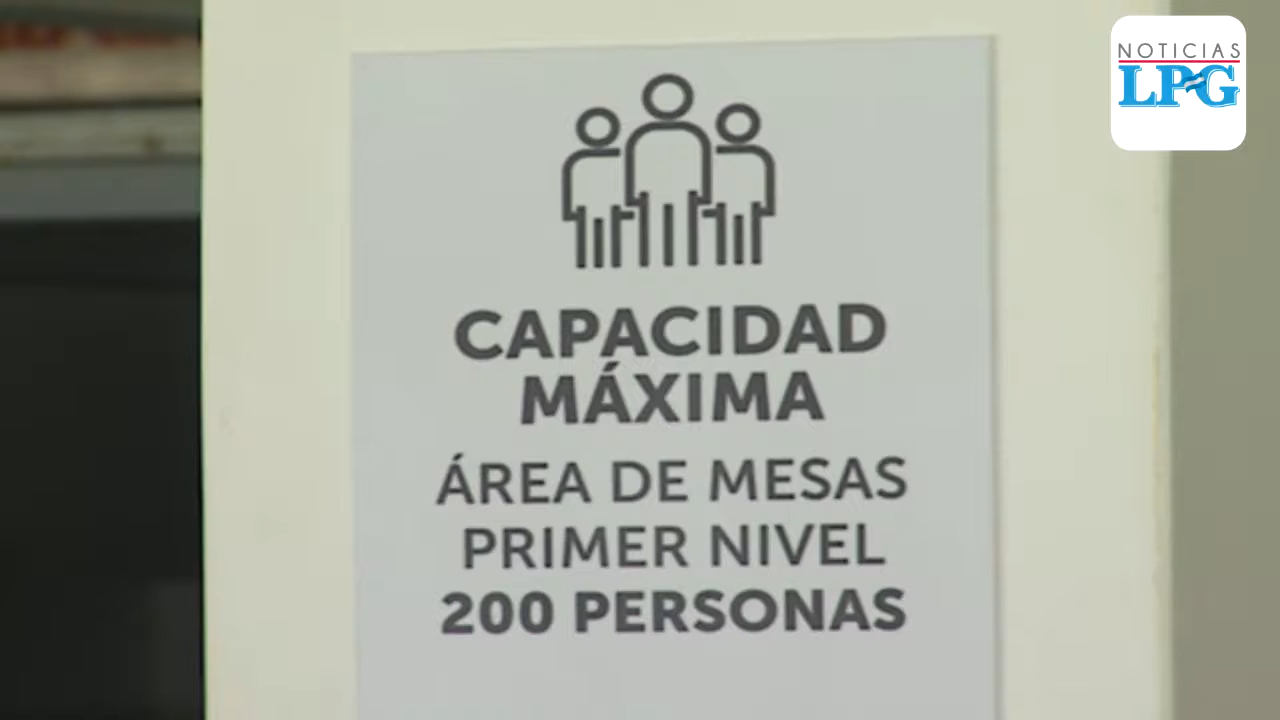 NOTICIAS
LPG
CAPACIDAD
MÁXIMA
ÁREA DE MESAS
PRIMER NIVEL
200 PERSONAS